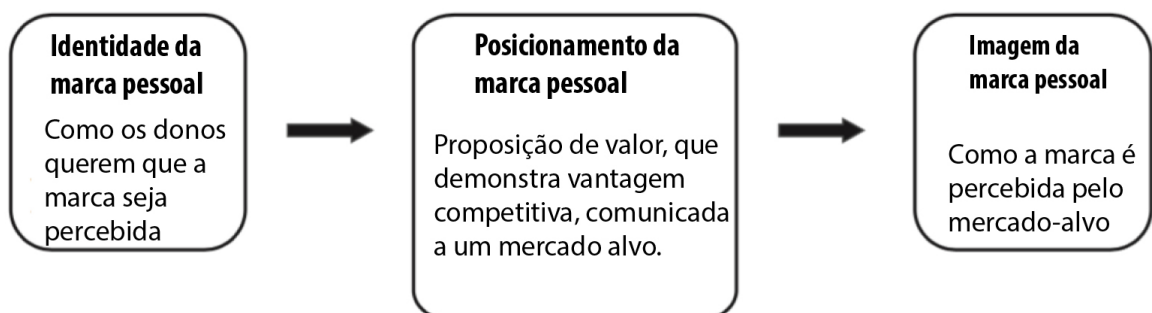 Identidade da
marca pessoal
Como os donos
querem que a
marca seja
percebida
Posicionamento da
marca pessoal
Proposição de valor, que
demonstra vantagem
competitiva, comunicada
a um mercado alvo.
Imagem da
marca pessoal
Como a marca é
percebida pelo
mercado-alvo